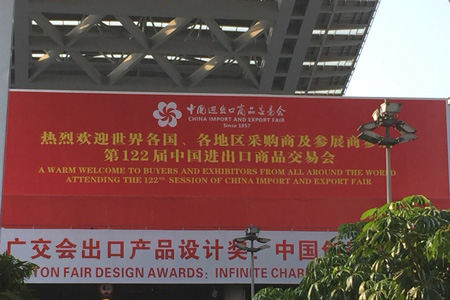 中国进出口商品交易会
CHINA IMPORT AND EXPORT FAIR
Since 1957
热烈欢迎世界各国、各地区采购商及参展商
第122届中国进出口商品交易会
A WARM WELCOME TO BUYERS AND EXHIBITORS FROM ALL AROUND THE WORLD
ATTENDING THE 122ND SESSION OF CHINA IMPORT AND EXPORT FAIR
广交会出口产品设计奖 中国
TON FAIR DESIGN AWARDS: INFINITE CHAR